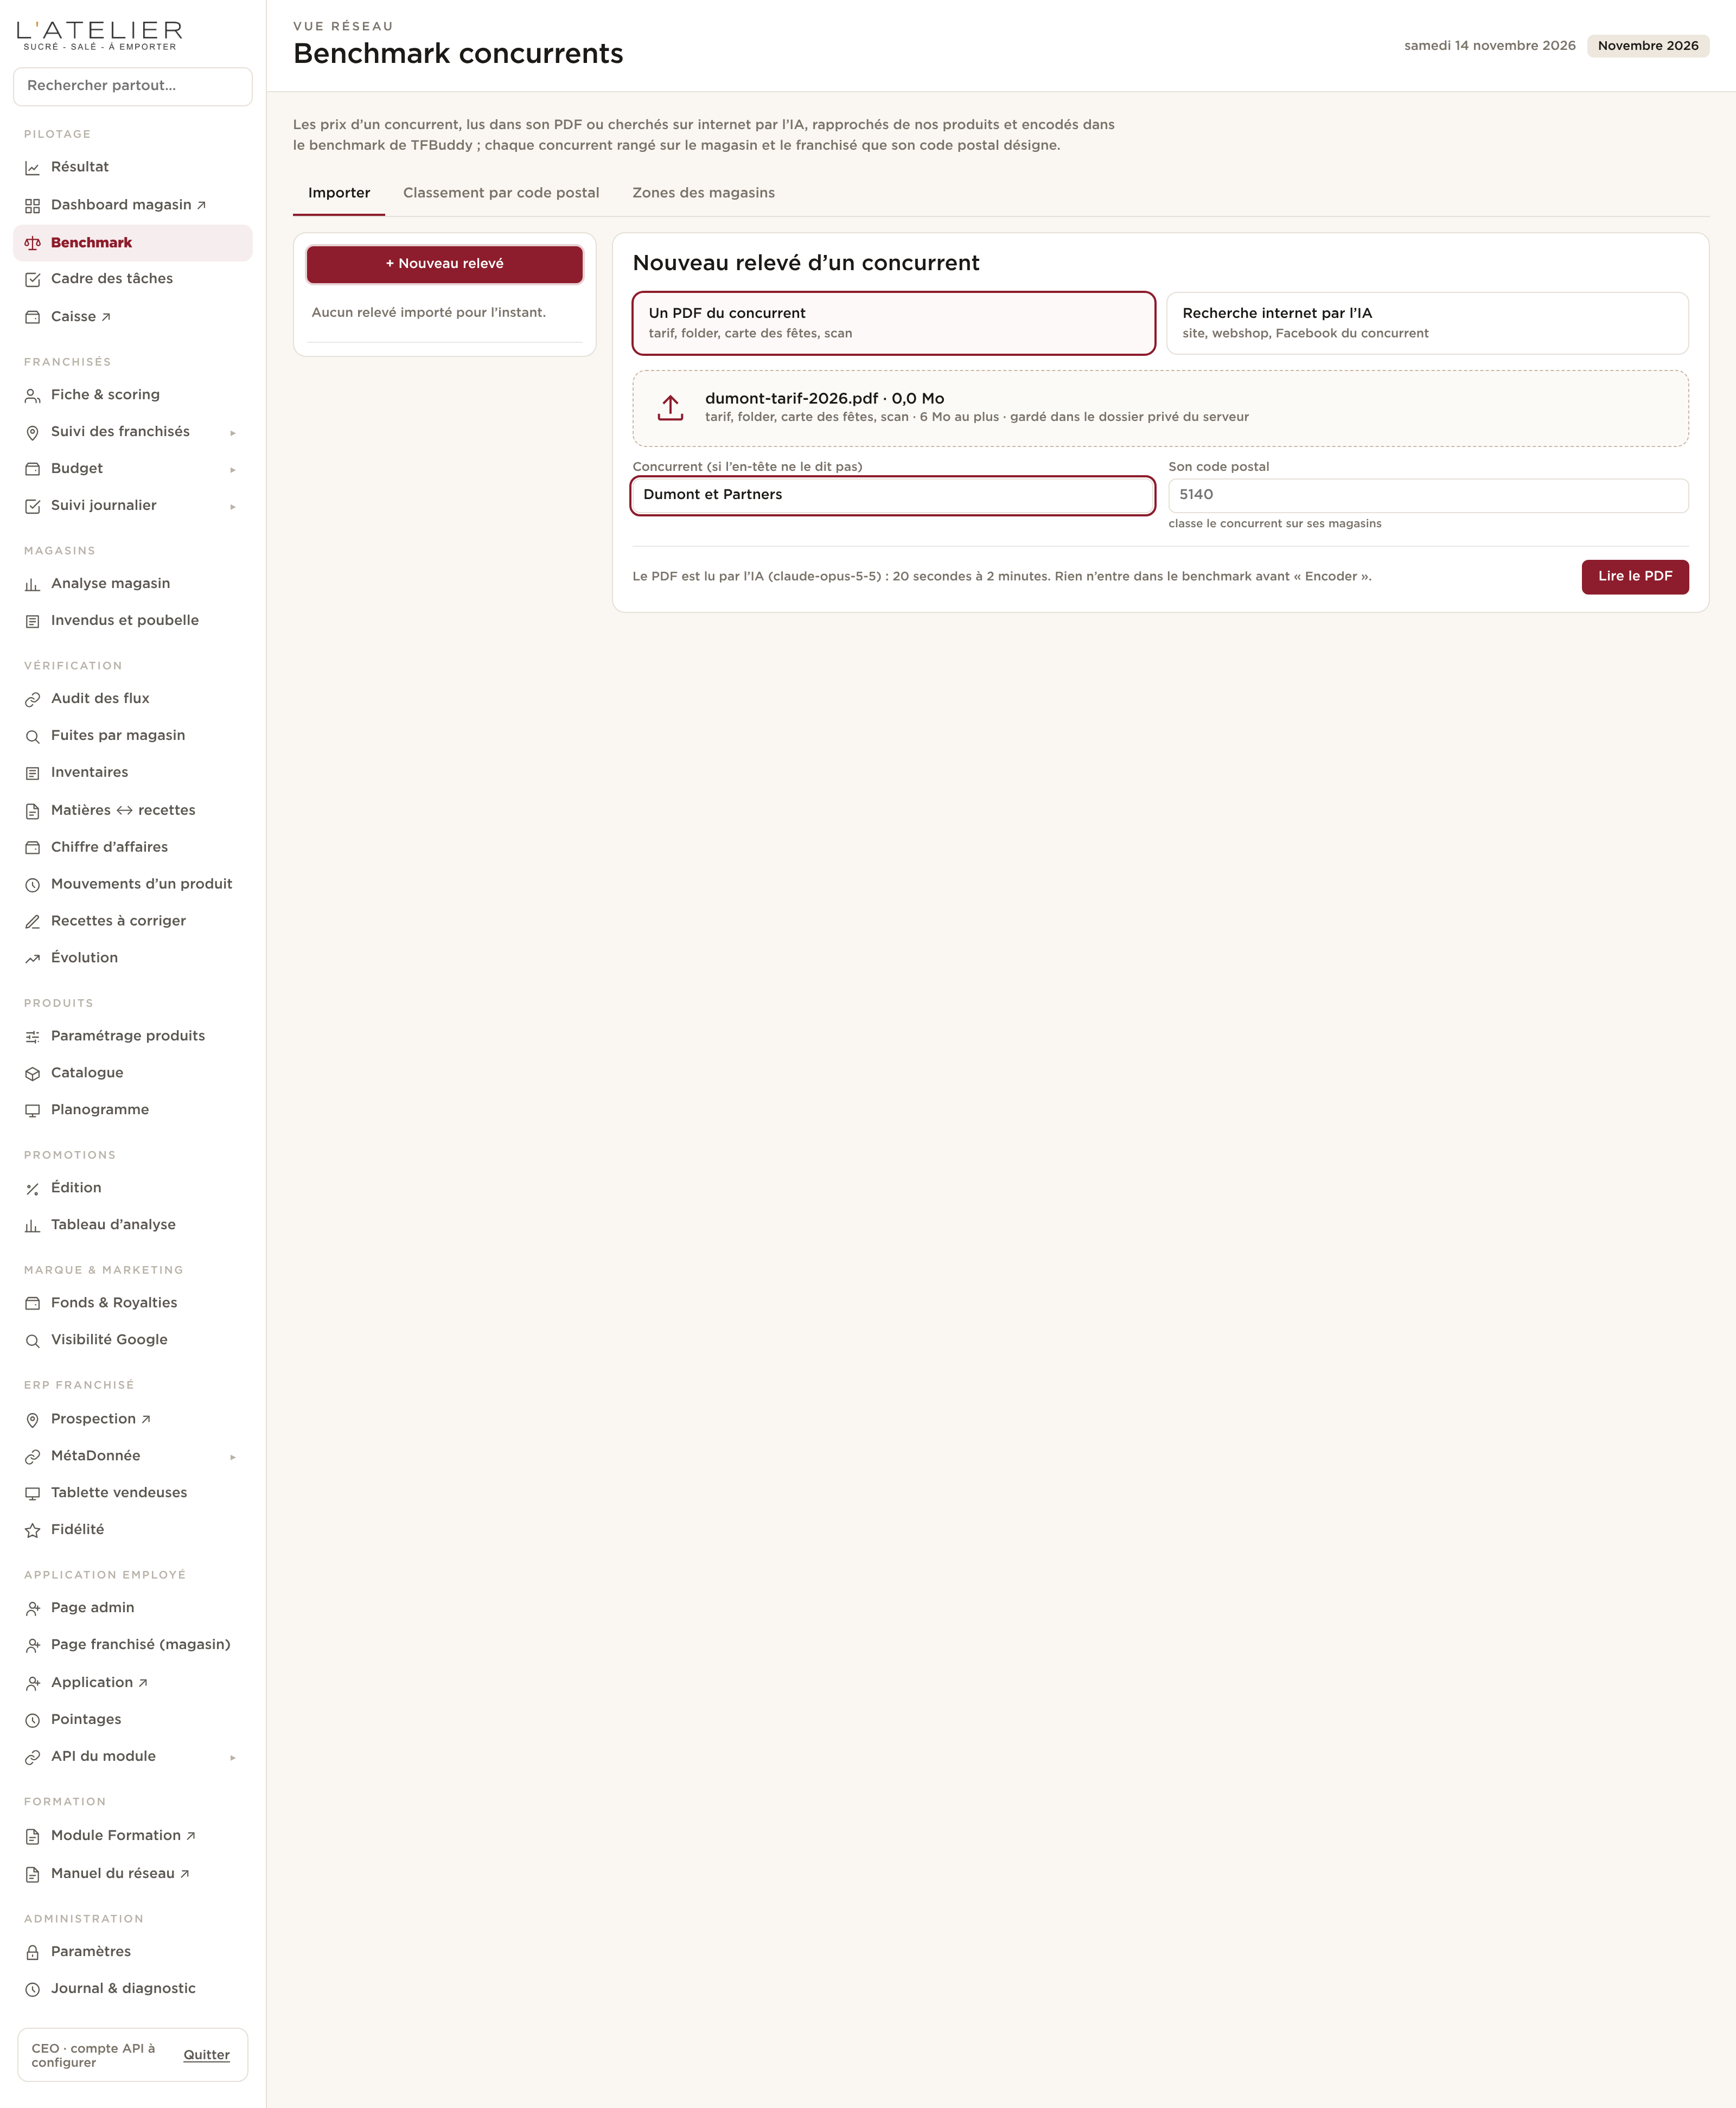 L'ATELIER
SUCRÉ - SALÉ - À EMPORTER
Rechercher partout...
PILOTAGE
Résultat
Dashboard magasin ↗
Benchmark
Cadre des tâches
Caisse ↗
FRANCHISÉS
Fiche & scoring
Suivi des franchisés ▸
Budget ▸
Suivi journalier ▸
MAGASINS
Analyse magasin
Invendus et poubelle
VÉRIFICATION
Audit des flux
Fuites par magasin
Inventaires
Matières ↔ recettes
Chiffre d’affaires
Mouvements d’un produit
Recettes à corriger
Évolution
PRODUITS
Paramétrage produits
Catalogue
Planogramme
PROMOTIONS
Édition
Tableau d’analyse
MARQUE & MARKETING
Fonds & Royalties
Visibilité Google
ERP FRANCHISÉ
Prospection ↗
MétaDonnée ▸
Tablette vendeuses
Fidélité
APPLICATION EMPLOYÉ
Page admin
Page franchisé (magasin)
Application ↗
Pointages
API du module ▸
FORMATION
Module Formation ↗
Manuel du réseau ↗
ADMINISTRATION
Paramètres
Journal & diagnostic
CEO · compte API à
configurer
Quitter
VUE RÉSEAU
Benchmark concurrents
samedi 14 novembre 2026
Novembre 2026
Les prix d’un concurrent, lus dans son PDF ou cherchés sur internet par l’IA, rapprochés de nos produits et encodés dans
le benchmark de TFBuddy ; chaque concurrent rangé sur le magasin et le franchisé que son code postal désigne.
Importer
Classement par code postal
Zones des magasins
+ Nouveau relevé
Aucun relevé importé pour l’instant.
Nouveau relevé d’un concurrent
Un PDF du concurrent
tarif, folder, carte des fêtes, scan
Recherche internet par l’IA
site, webshop, Facebook du concurrent
dumont-tarif-2026.pdf · 0,0 Mo
tarif, folder, carte des fêtes, scan · 6 Mo au plus · gardé dans le dossier privé du serveur
Concurrent (si l’en-tête ne le dit pas)
Dumont et Partners
Son code postal
5140
classe le concurrent sur ses magasins
Le PDF est lu par l’IA (claude-opus-5-5) : 20 secondes à 2 minutes. Rien n’entre dans le benchmark avant « Encoder ».
Lire le PDF